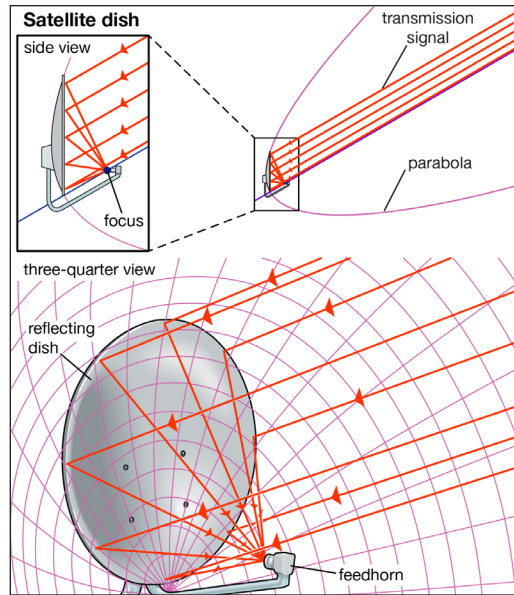 Satellite dish
side view
transmission
signal
parabola
focus
three-quarter view
reflecting
dish
feedhorn